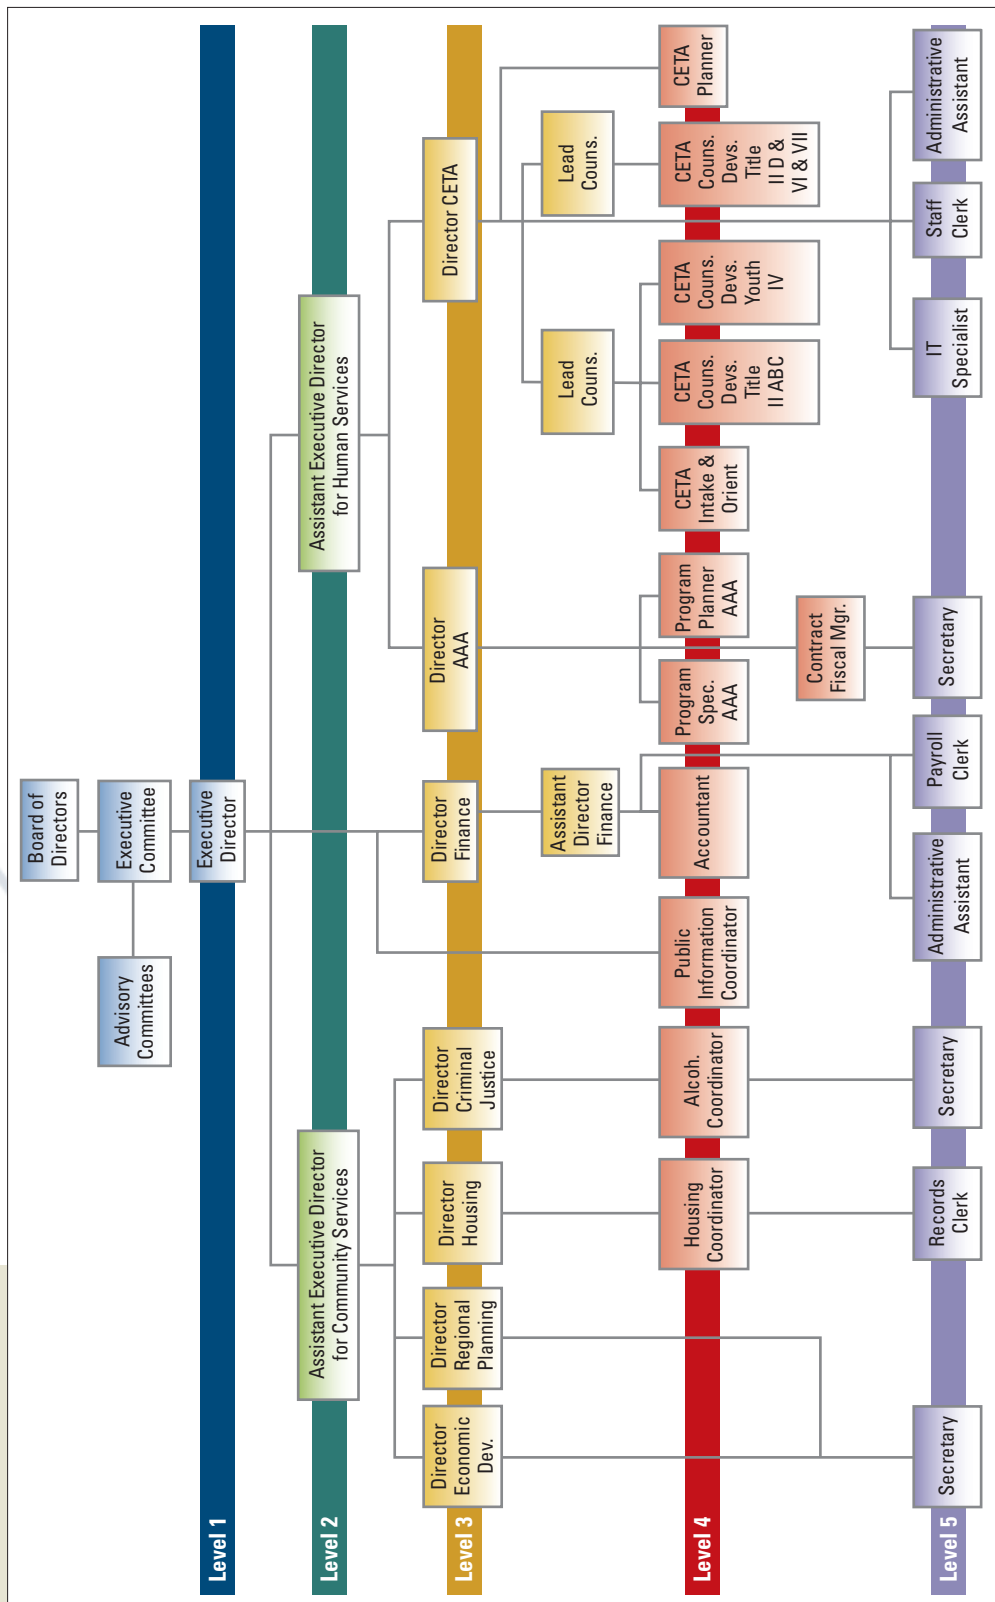 Board of
Directors
Advisory
Committees
Executive
Committee
Level 1
Executive
Director
Level 2
Assistant Executive Director
for Community Services
Assistant Executive Director
for Human Services
Level 3
Director
Economic
Dev.
Director
Regional
Planning
Director
Housing
Director
Criminal
Justice
Director
Finance
Director
AAA
Director CETA
Assistant
Director
Finance
Lead
Couns.
Lead
Couns.
Level 4
Housing
Coordinator
Alcoh.
Coordinator
Public
Information
Coordinator
Accountant
Program
Spec.
AAA
Program
Planner
AAA
CETA
Intake &
Orient
CETA
Couns.
Devs.
Title
II ABC
CETA
Couns.
Devs.
Youth
IV
CETA
Couns.
Devs.
Title
II D &
VI & VII
CETA
Planner
Contract
Fiscal Mgr.
Level 5
Secretary
Records
Clerk
Secretary
Administrative
Assistant
Payroll
Clerk
Secretary
IT
Specialist
Staff
Clerk
Administrative
Assistant